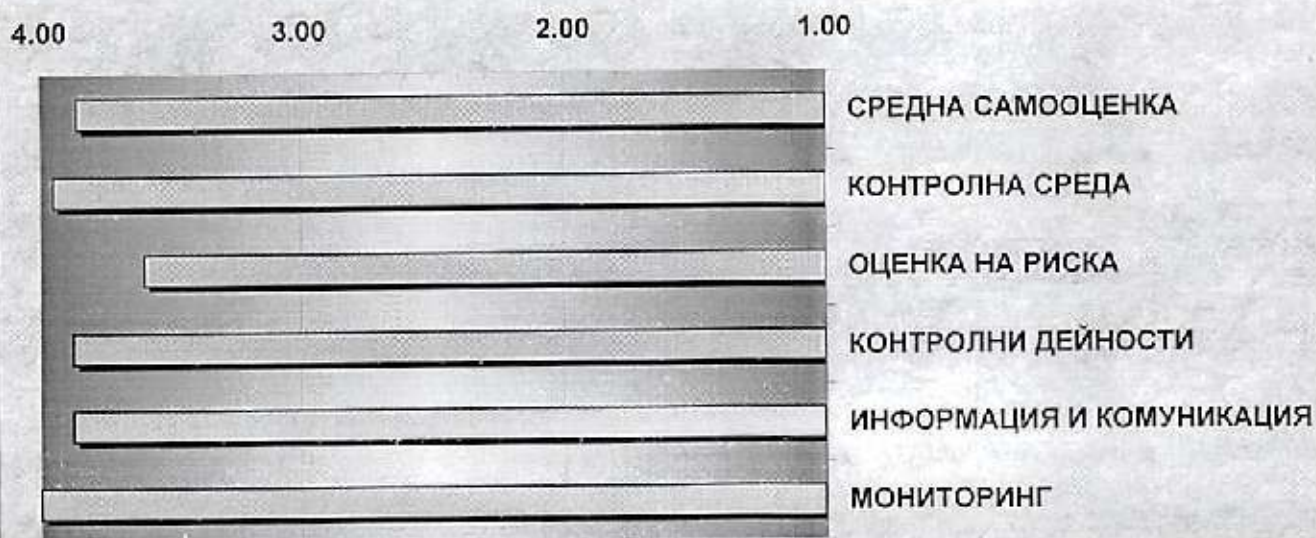 4.00 3.00 2.00 1.00
СРЕДНА САМООЦЕНКА
КОНТРОЛНА СРЕДА
ОЦЕНКА НА РИСКА
КОНТРОЛНИ ДЕЙНОСТИ
ИНФОРМАЦИЯ И КОМУНИКАЦИЯ
МОНИТОРИНГ